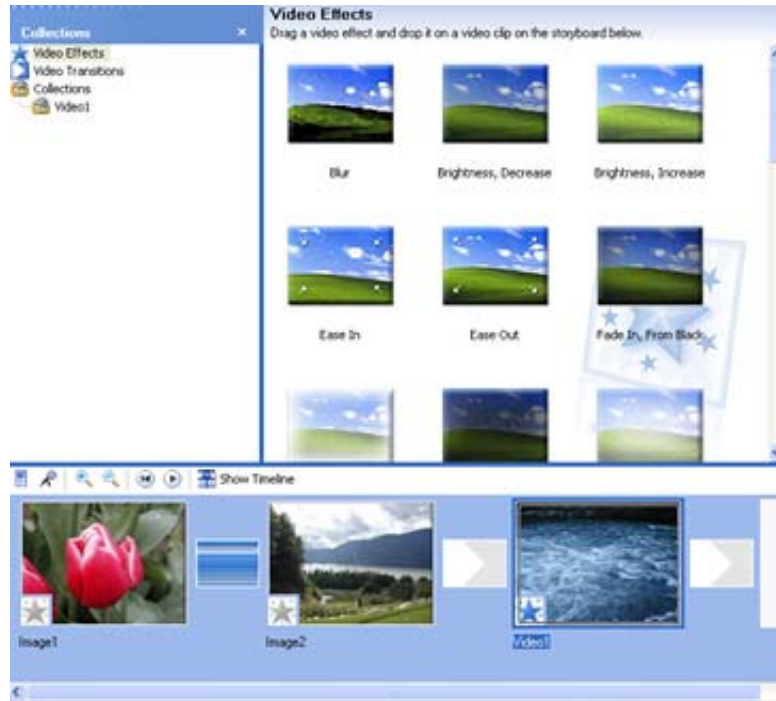 Collections
Video Effects
Video Transitions
Collections
Video1
Video Effects
Drag a video effect and drop it on a video clip on the storyboard below.
Blur
Brightness, Decrease
Brightness, Increase
Ease In
Ease Out
Fade In, From Black
Show Timeline
Image1
Image2
Video1